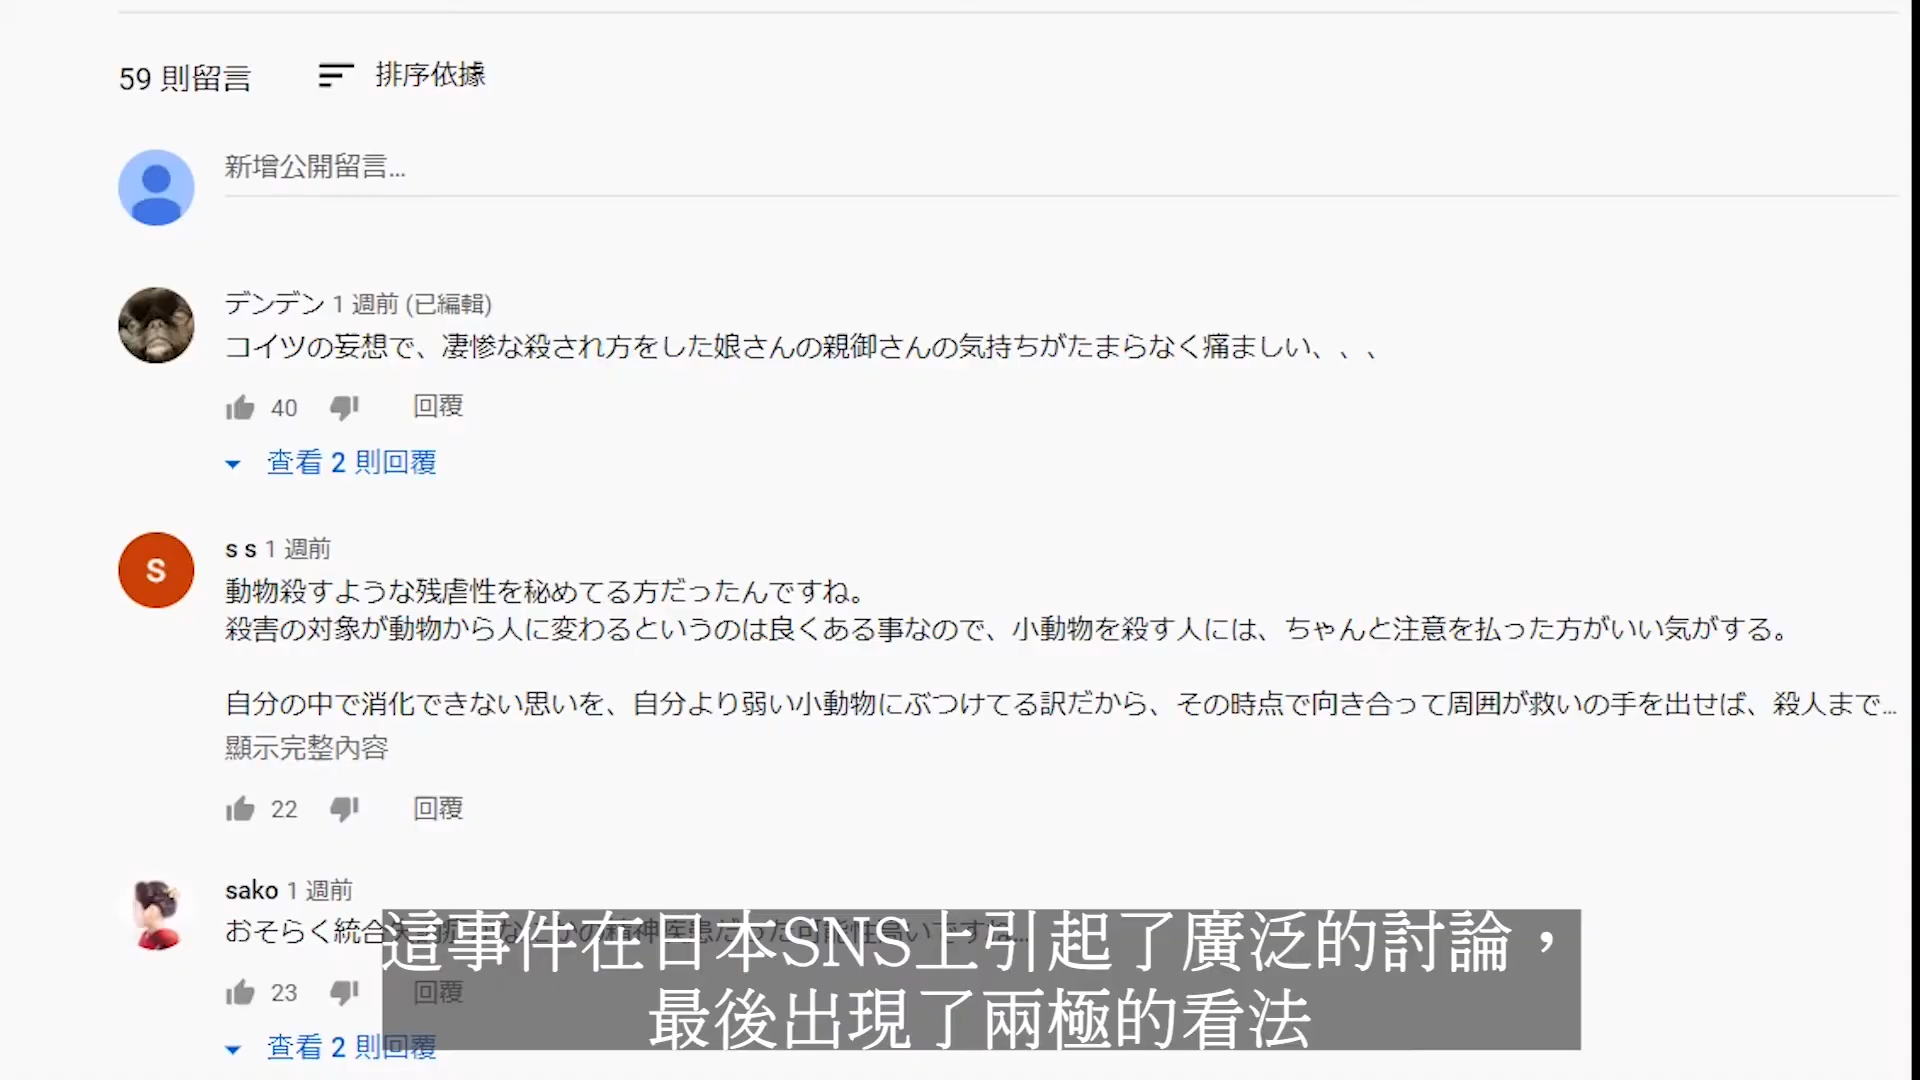 59 則留言
排序依據
新增公開留言...
デンデン 1 週前 (已編輯)
コイツの妄想で、凄惨な殺され方をした娘さんの親御さんの気持ちがたまらなく痛ましい、、、
40 回覆
查看 2 則回覆
S
s s 1 週前
動物殺すような残虐性を秘めてる方だったんですね。
殺害の対象が動物から人に変わるというのは良くある事なので、小動物を殺す人には、ちゃんと注意を払った方がいい気がする。
自分の中で消化できない思いを、自分より弱い小動物にぶつけてる訳だから、その時点で向き合って周囲が救いの手を出せば、殺人まで...
顯示完整內容
22 回覆
sako 1 週前
おそらく統合
這事件在日本SNS上引起了廣泛的討論，
23 回覆
最後出現了兩極的看法
查看 2 則回覆